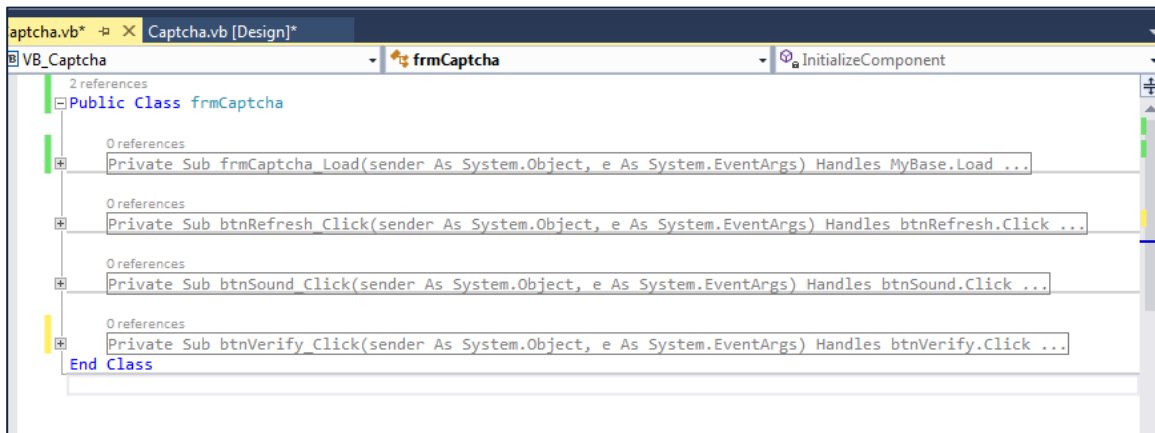 aptcha.vb* Captcha.vb [Design]*
VB_Captcha frmCaptcha InitializeComponent
2 references
Public Class frmCaptcha
0 references
Private Sub frmCaptcha_Load(sender As System.Object, e As System.EventArgs) Handles MyBase.Load ...
0 references
Private Sub btnRefresh_Click(sender As System.Object, e As System.EventArgs) Handles btnRefresh.Click ...
0 references
Private Sub btnSound_Click(sender As System.Object, e As System.EventArgs) Handles btnSound.Click ...
0 references
Private Sub btnVerify_Click(sender As System.Object, e As System.EventArgs) Handles btnVerify.Click ...
End Class